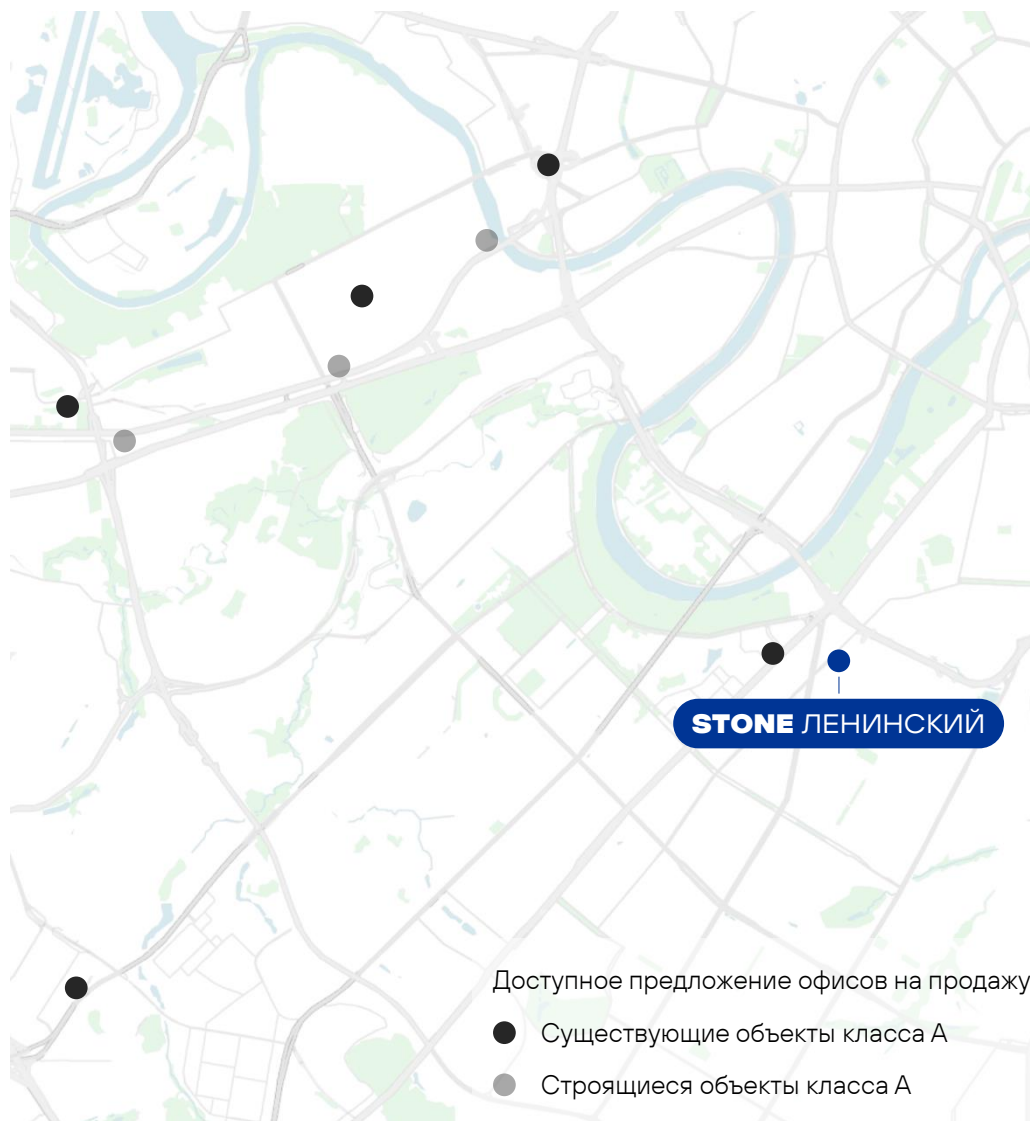 STONE ЛЕНИНСКИЙ
Доступное предложение офисов на продажу
Существующие объекты класса А
Строящиеся объекты класса А